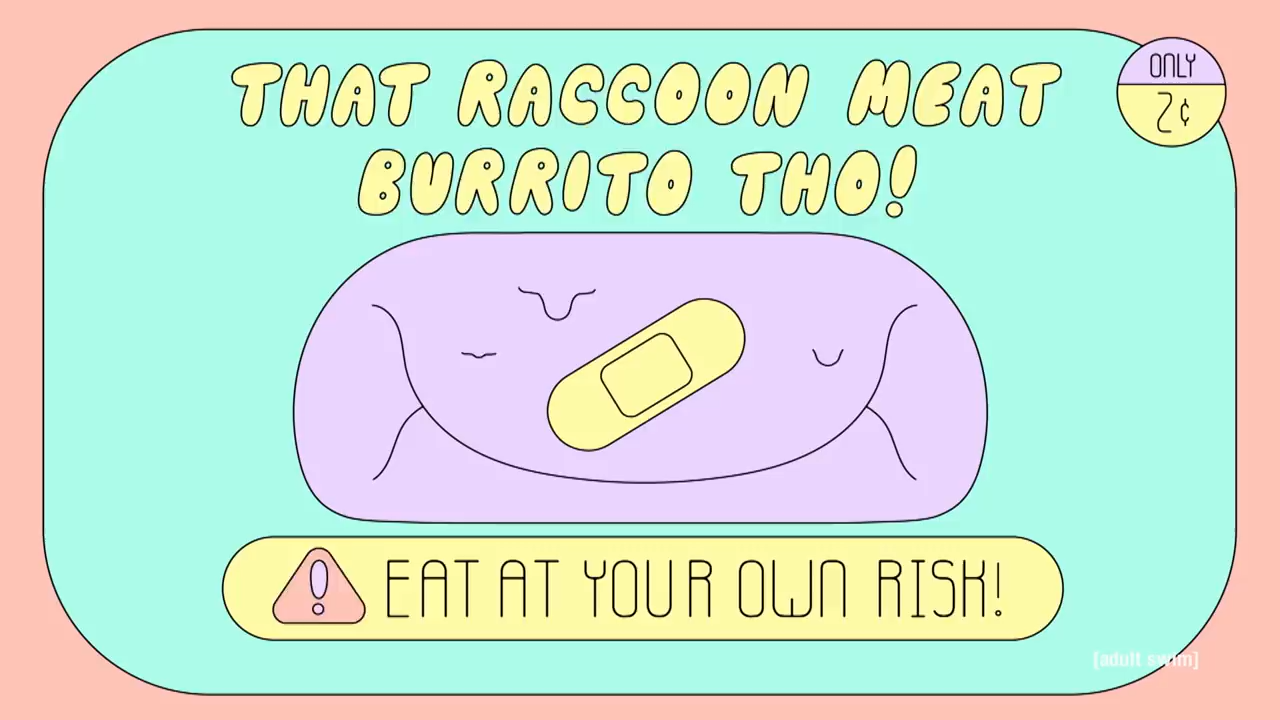 THAT RACCOON MEAT
BURRITO THO!
ONLY
2¢
EAT AT YOUR OWN RISK!
[adult swim]